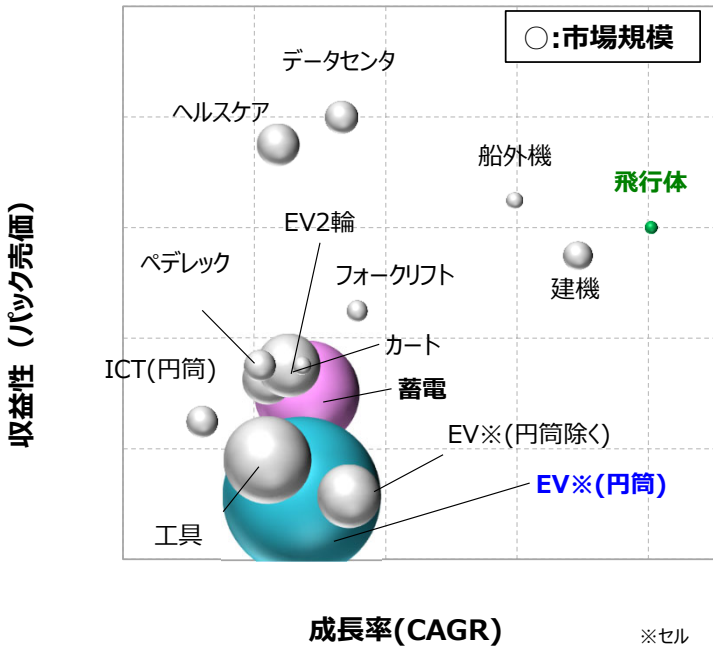 ○:市場規模
データセンタ
ヘルスケア
船外機
飛行体
EV2輪
ペデレック
フォークリフト
建機
カート
ICT(円筒)
蓄電
EV※(円筒除く)
EV※(円筒)
工具
収益性（パック売価）
成長率(CAGR)
※セル